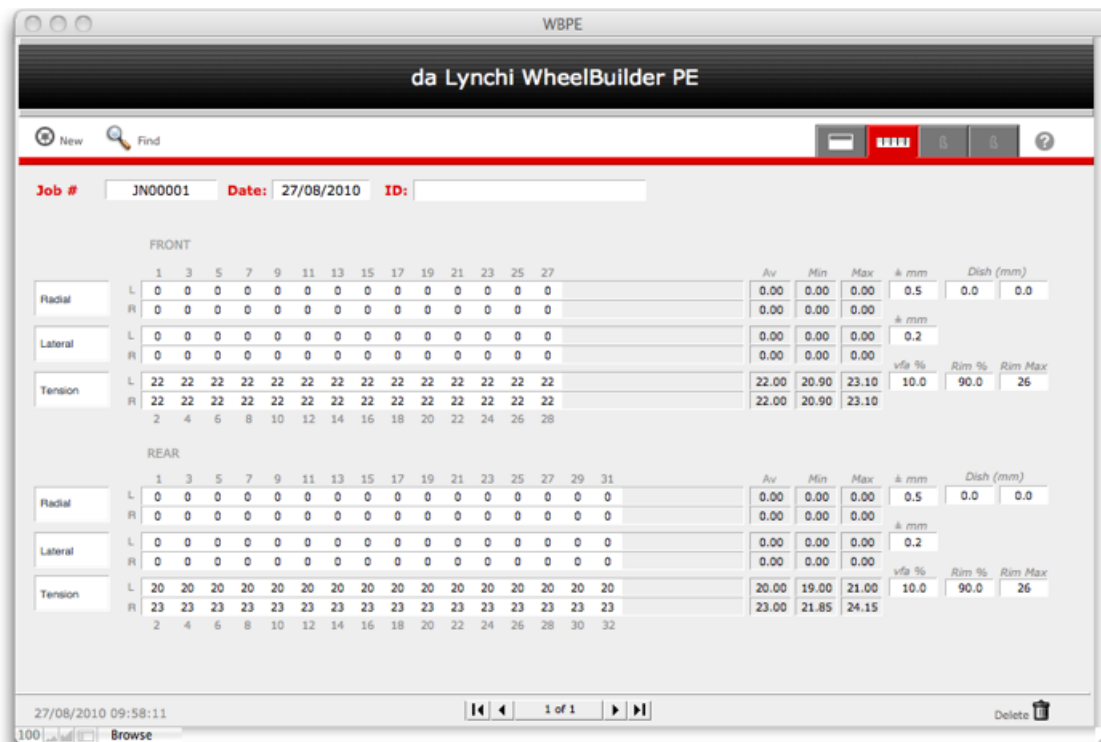 WBPE
da Lynchi WheelBuilder PE
New Find ?
Job # JN00001 Date: 27/08/2010 ID:
FRONT
1 3 5 7 9 11 13 15 17 19 21 23 25 27 Av Min Max ± mm Dish (mm)
Radial L 0 0 0 0 0 0 0 0 0 0 0 0 0 0 0.00 0.00 0.00 0.5 0.0 0.0
R 0 0 0 0 0 0 0 0 0 0 0 0 0 0 0.00 0.00 0.00
± mm
Lateral L 0 0 0 0 0 0 0 0 0 0 0 0 0 0 0.00 0.00 0.00 0.2
R 0 0 0 0 0 0 0 0 0 0 0 0 0 0 0.00 0.00 0.00
vfa % Rim % Rim Max
Tension L 22 22 22 22 22 22 22 22 22 22 22 22 22 22 22.00 20.90 23.10 10.0 90.0 26
R 22 22 22 22 22 22 22 22 22 22 22 22 22 22 22.00 20.90 23.10
2 4 6 8 10 12 14 16 18 20 22 24 26 28
REAR
1 3 5 7 9 11 13 15 17 19 21 23 25 27 29 31 Av Min Max ± mm Dish (mm)
Radial L 0 0 0 0 0 0 0 0 0 0 0 0 0 0 0 0 0.00 0.00 0.00 0.5 0.0 0.0
R 0 0 0 0 0 0 0 0 0 0 0 0 0 0 0 0 0.00 0.00 0.00
± mm
Lateral L 0 0 0 0 0 0 0 0 0 0 0 0 0 0 0 0 0.00 0.00 0.00 0.2
R 0 0 0 0 0 0 0 0 0 0 0 0 0 0 0 0 0.00 0.00 0.00
vfa % Rim % Rim Max
Tension L 20 20 20 20 20 20 20 20 20 20 20 20 20 20 20 20 20.00 19.00 21.00 10.0 90.0 26
R 23 23 23 23 23 23 23 23 23 23 23 23 23 23 23 23 23.00 21.85 24.15
2 4 6 8 10 12 14 16 18 20 22 24 26 28 30 32
27/08/2010 09:58:11 1 of 1 Delete
100 Browse